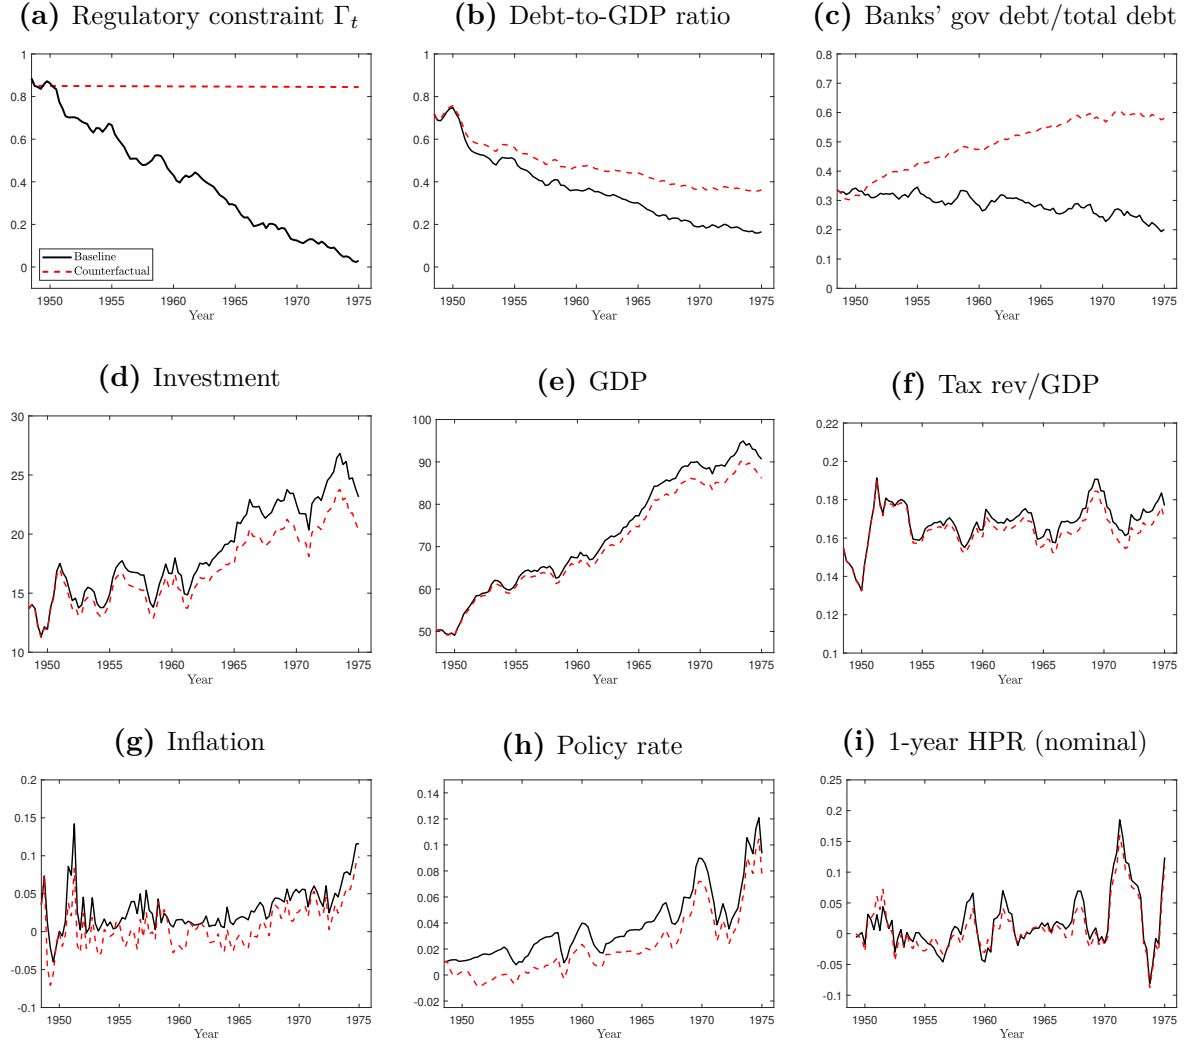 (a) Regulatory constraint Γt
(b) Debt-to-GDP ratio
(c) Banks' gov debt/total debt
1
0.8
0.6
0.4
0.2
0
Baseline
Counterfactual
1950 1955 1960 1965 1970 1975
Year
1
0.8
0.6
0.4
0.2
0
1950 1955 1960 1965 1970 1975
Year
0.8
0.7
0.6
0.5
0.4
0.3
0.2
0.1
0
1950 1955 1960 1965 1970 1975
Year
(d) Investment
(e) GDP
(f) Tax rev/GDP
30
25
20
15
10
1950 1955 1960 1965 1970 1975
Year
100
90
80
70
60
50
1950 1955 1960 1965 1970 1975
Year
0.22
0.2
0.18
0.16
0.14
0.12
0.1
1950 1955 1960 1965 1970 1975
Year
(g) Inflation
(h) Policy rate
(i) 1-year HPR (nominal)
0.2
0.15
0.1
0.05
0
-0.05
-0.1
1950 1955 1960 1965 1970 1975
Year
0.14
0.12
0.1
0.08
0.06
0.04
0.02
0
-0.02
1950 1955 1960 1965 1970 1975
Year
0.25
0.2
0.15
0.1
0.05
0
-0.05
-0.1
1950 1955 1960 1965 1970 1975
Year